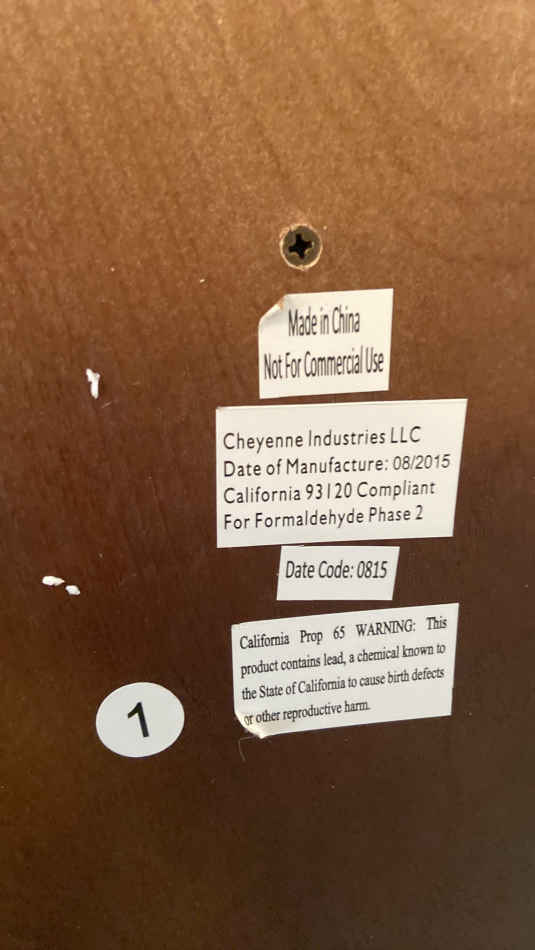 Made in China
Not For Commercial Use
Cheyenne Industries LLC
Date of Manufacture: 08/2015
California 93120 Compliant
For Formaldehyde Phase 2
Date Code: 0815
California Prop 65 WARNING: This
product contains lead, a chemical known to
the State of California to cause birth defects
or other reproductive harm.
1